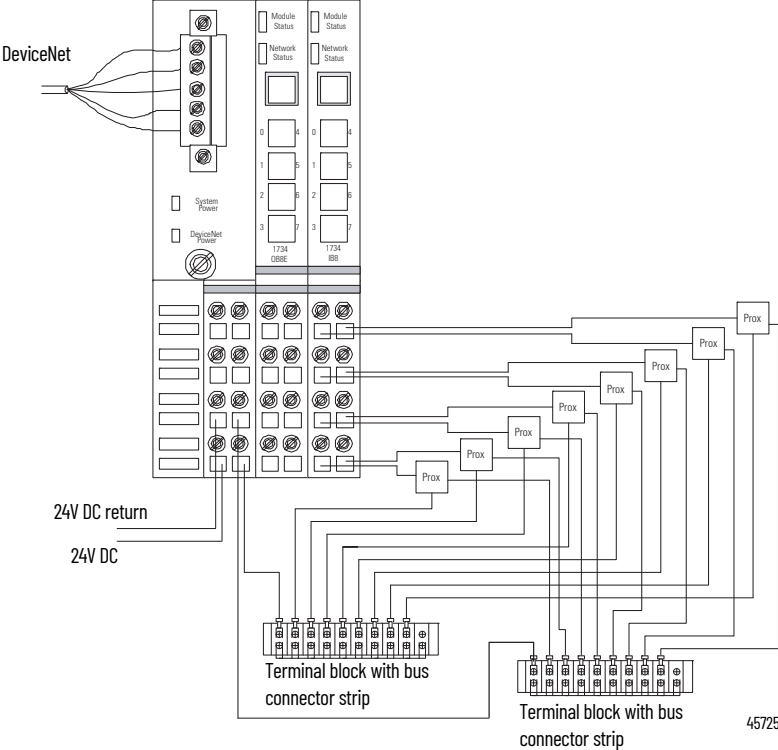 Module
Status
Module
Status
DeviceNet
Network
Status
Network
Status
0
4
0
4
1
5
1
5
System
Power
2
6
2
6
DeviceNet
Power
3
7
3
7
1734
OB8E
1734
IB8
Prox
Prox
Prox
Prox
Prox
Prox
Prox
Prox
24V DC return
24V DC
Terminal block with bus
connector strip
Terminal block with bus
connector strip
45725